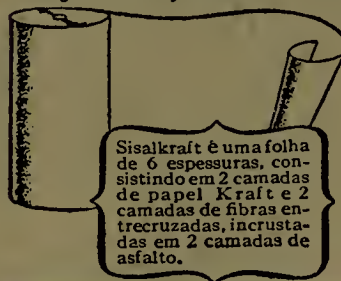 Sisalkraft é uma folha
de 6 espessuras, con-
sistindo em 2 camadas
de papel Kraft e 2
camadas de fibras en-
trecruzadas, incrusta-
das em 2 camadas de
asfalto.